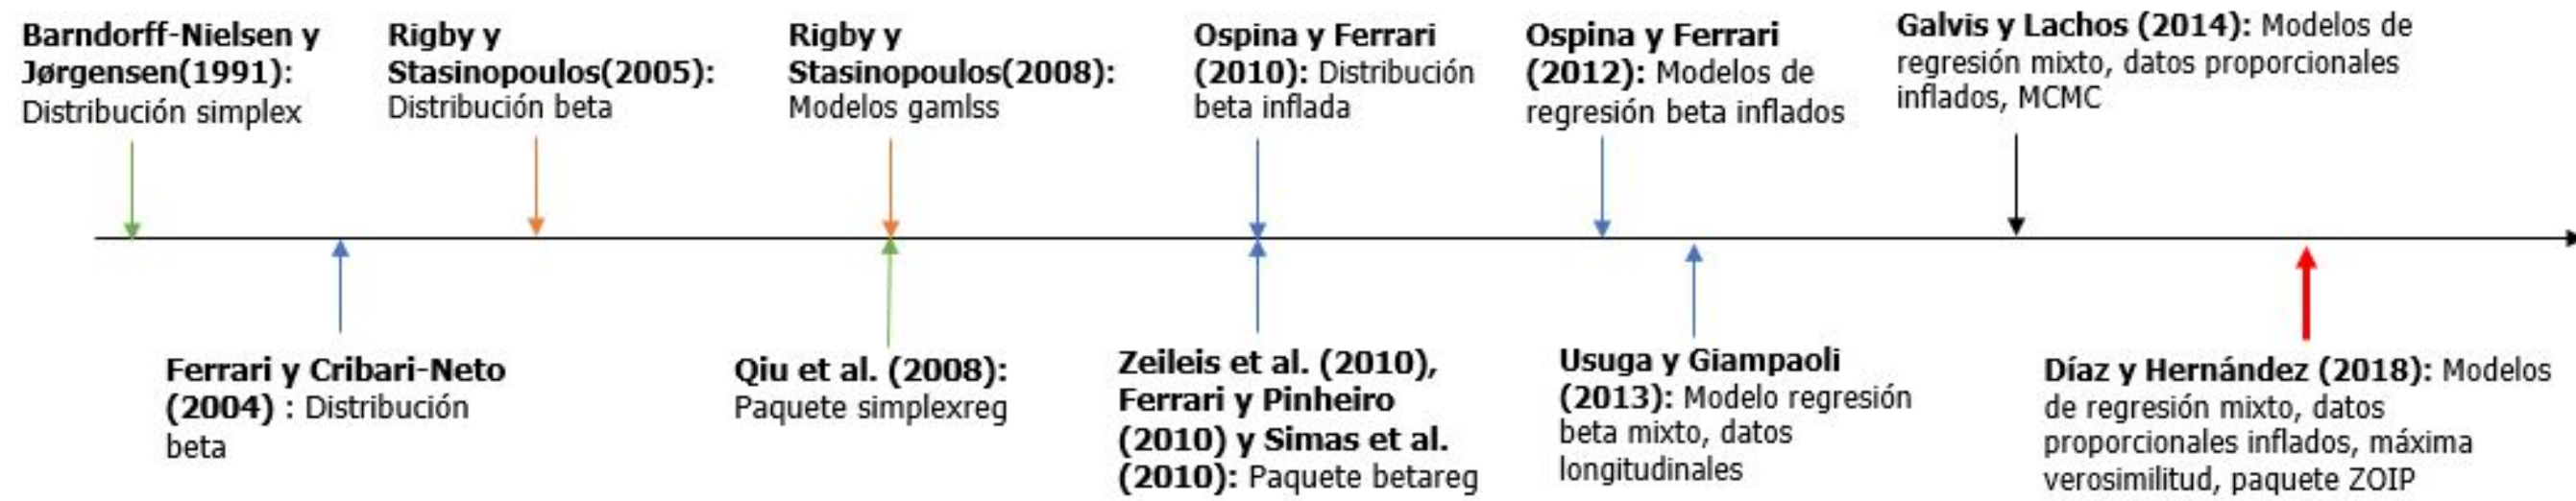 Barndorff-Nielsen y
Jørgensen(1991):
Distribución simplex
Rigby y
Stasinopoulos(2005):
Distribución beta
Rigby y
Stasinopoulos(2008):
Modelos gamlss
Ospina y Ferrari
(2010): Distribución
beta inflada
Ospina y Ferrari
(2012): Modelos de
regresión beta inflados
Galvis y Lachos (2014): Modelos de
regresión mixto, datos proporcionales
inflados, MCMC
Ferrari y Cribari-Neto
(2004) : Distribución
beta
Qiu et al. (2008):
Paquete simplexreg
Zeileis et al. (2010),
Ferrari y Pinheiro
(2010) y Simas et al.
(2010): Paquete betareg
Usuga y Giampaoli
(2013): Modelo regresión
beta mixto, datos
longitudinales
Díaz y Hernández (2018): Modelos
de regresión mixto, datos
proporcionales inflados, máxima
verosimilitud, paquete ZOIP